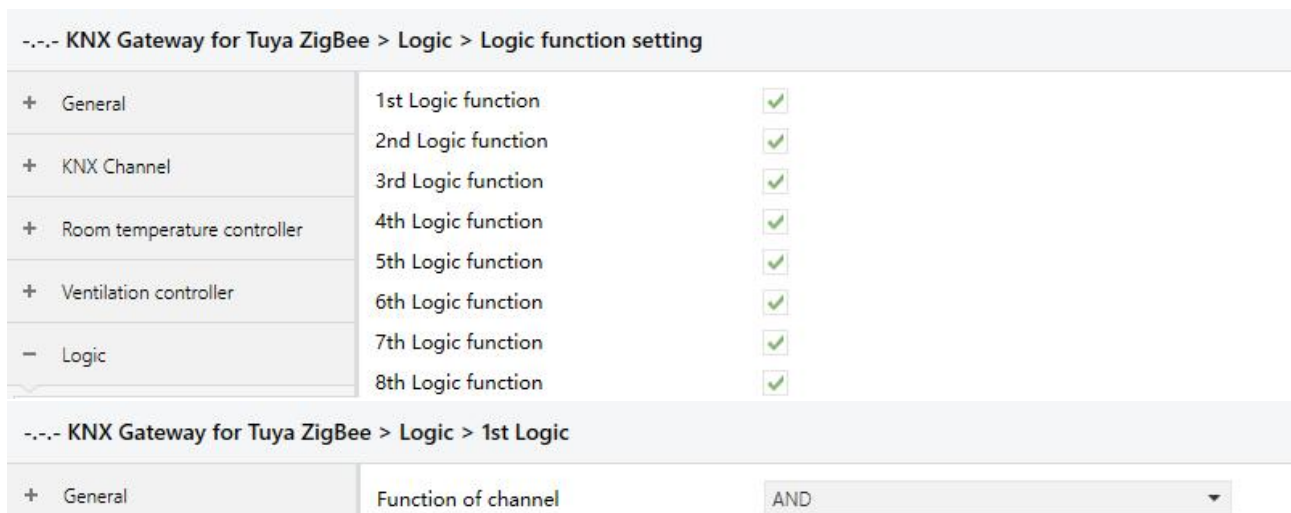 -.-.- KNX Gateway for Tuya ZigBee > Logic > Logic function setting
+ General
1st Logic function
2nd Logic function
+ KNX Channel
3rd Logic function
+ Room temperature controller
4th Logic function
5th Logic function
+ Ventilation controller
6th Logic function
7th Logic function
− Logic
8th Logic function
-.-.- KNX Gateway for Tuya ZigBee > Logic > 1st Logic
+ General
Function of channel AND